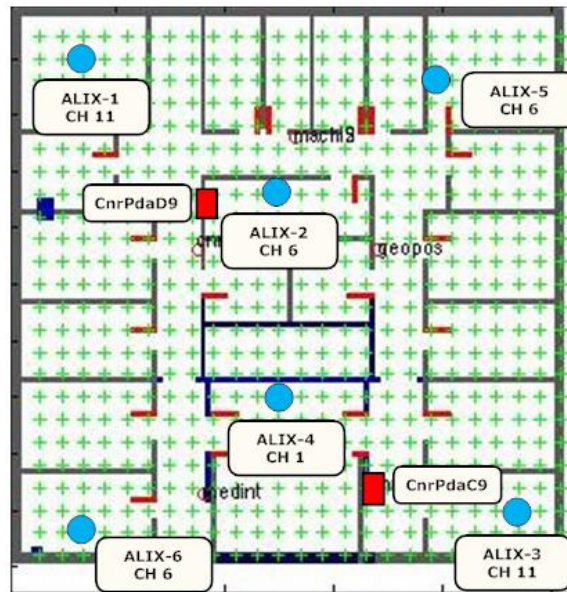 ALIX-1
CH 11
ALIX-5
CH 6
CnrPdaD9
ALIX-2
CH 6
geopos
ALIX-4
CH 1
CnrPdaC9
ALIX-6
CH 6
ALIX-3
CH 11